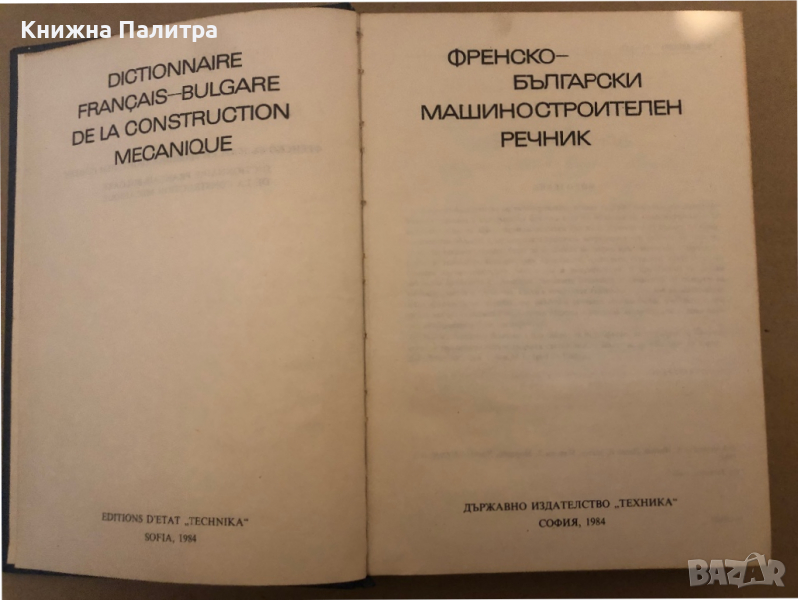 Книжна Палитра
DICTIONNAIRE
FRANÇAIS—BULGARE
DE LA CONSTRUCTION
MECANIQUE
EDITIONS D'ETAT „TECHNIKA“
SOFIA, 1984
ФРЕНСКО—
БЪЛГАРСКИ
МАШИНОСТРОИТЕЛЕН
РЕЧНИК
ДЪРЖАВНО ИЗДАТЕЛСТВО „ТЕХНИКА“
СОФИЯ, 1984
BAZAR